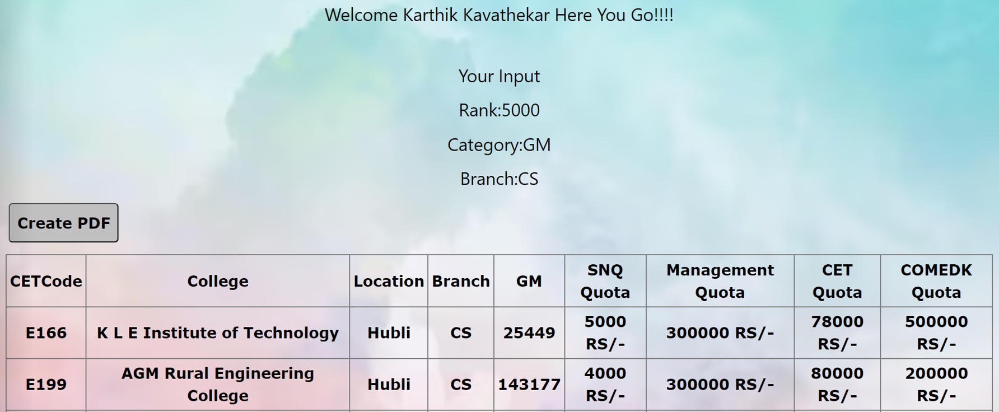 Welcome Karthik Kavathekar Here You Go!!!!
Your Input
Rank:5000
Category:GM
Branch:CS
Create PDF
CETCode College Location Branch GM SNQ Quota Management Quota CET Quota COMEDK Quota
E166 K L E Institute of Technology Hubli CS 25449 5000 RS/- 300000 RS/- 78000 RS/- 500000 RS/-
E199 AGM Rural Engineering College Hubli CS 143177 4000 RS/- 300000 RS/- 80000 RS/- 200000 RS/-